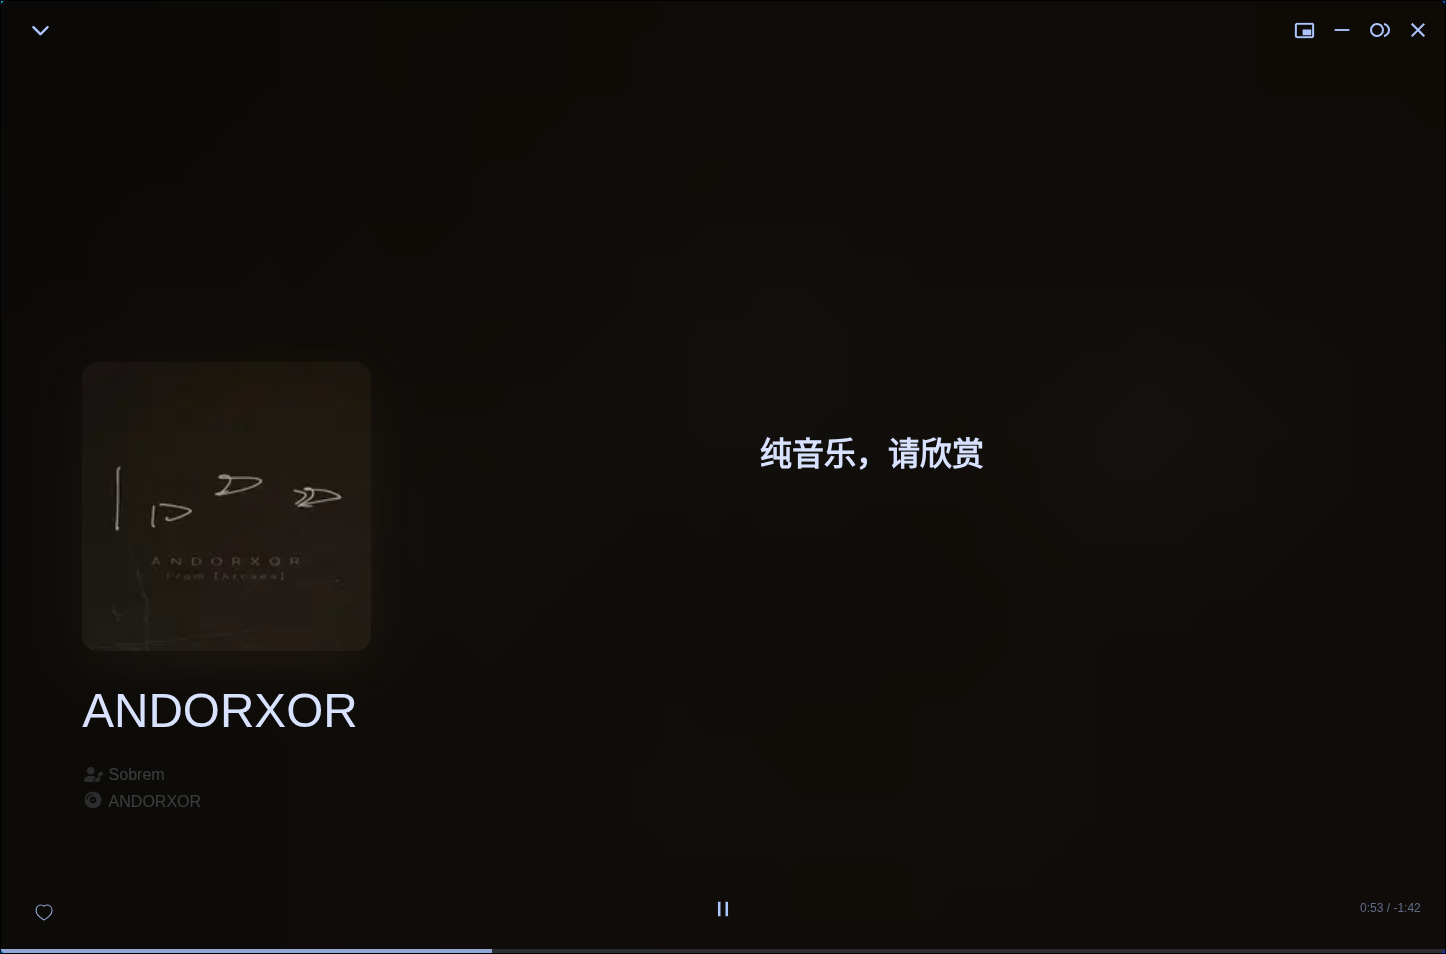 纯音乐，请欣赏
ANDORXOR
From【Arcaea】
ANDORXOR
Sobrem
ANDORXOR
0:53 / -1:42